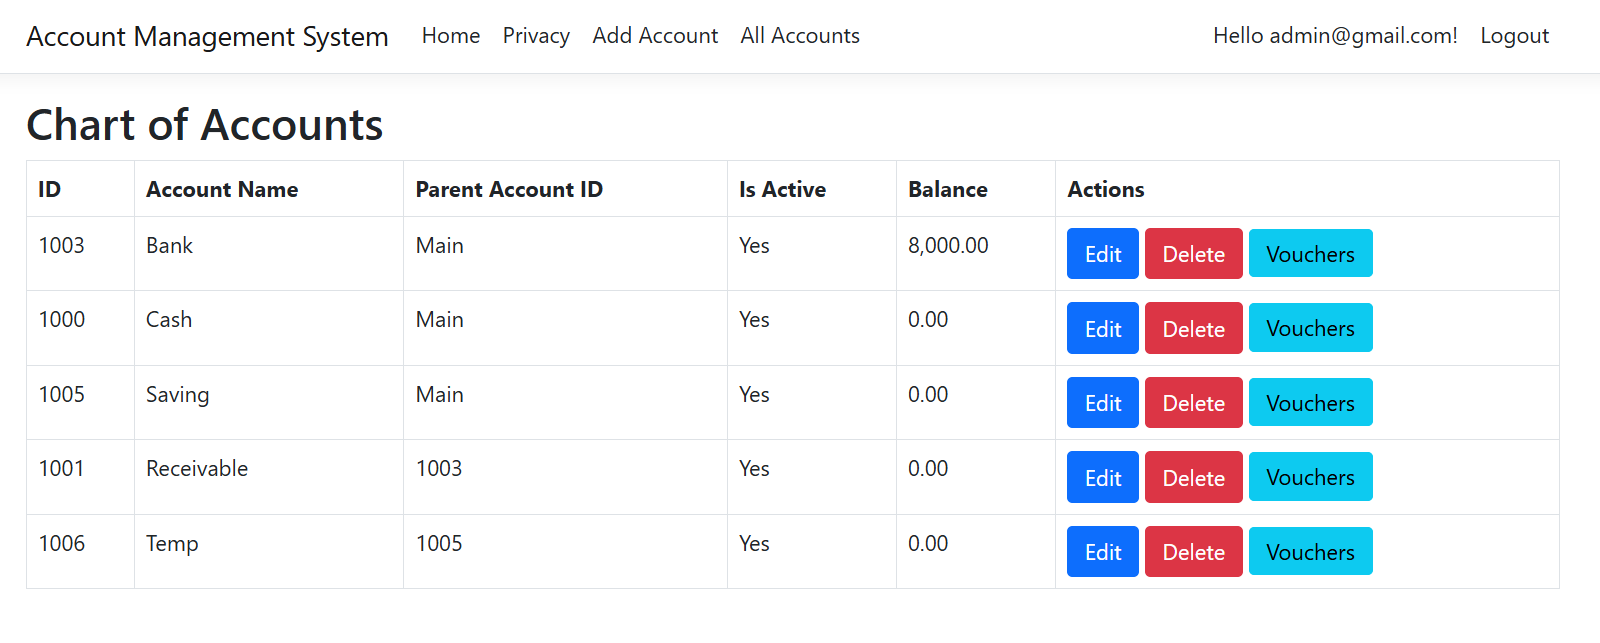 Account Management System Home Privacy Add Account All Accounts Hello admin@gmail.com! Logout
Chart of Accounts
ID Account Name Parent Account ID Is Active Balance Actions
1003 Bank Main Yes 8,000.00 Edit Delete Vouchers
1000 Cash Main Yes 0.00 Edit Delete Vouchers
1005 Saving Main Yes 0.00 Edit Delete Vouchers
1001 Receivable 1003 Yes 0.00 Edit Delete Vouchers
1006 Temp 1005 Yes 0.00 Edit Delete Vouchers